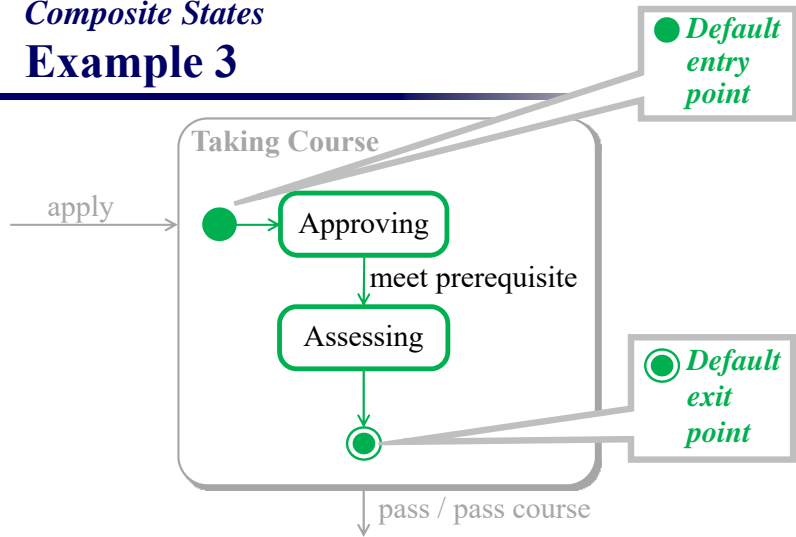 Composite States
Example 3
Default
entry
point
Taking Course
apply
Approving
meet prerequisite
Assessing
Default
exit
point
pass / pass course